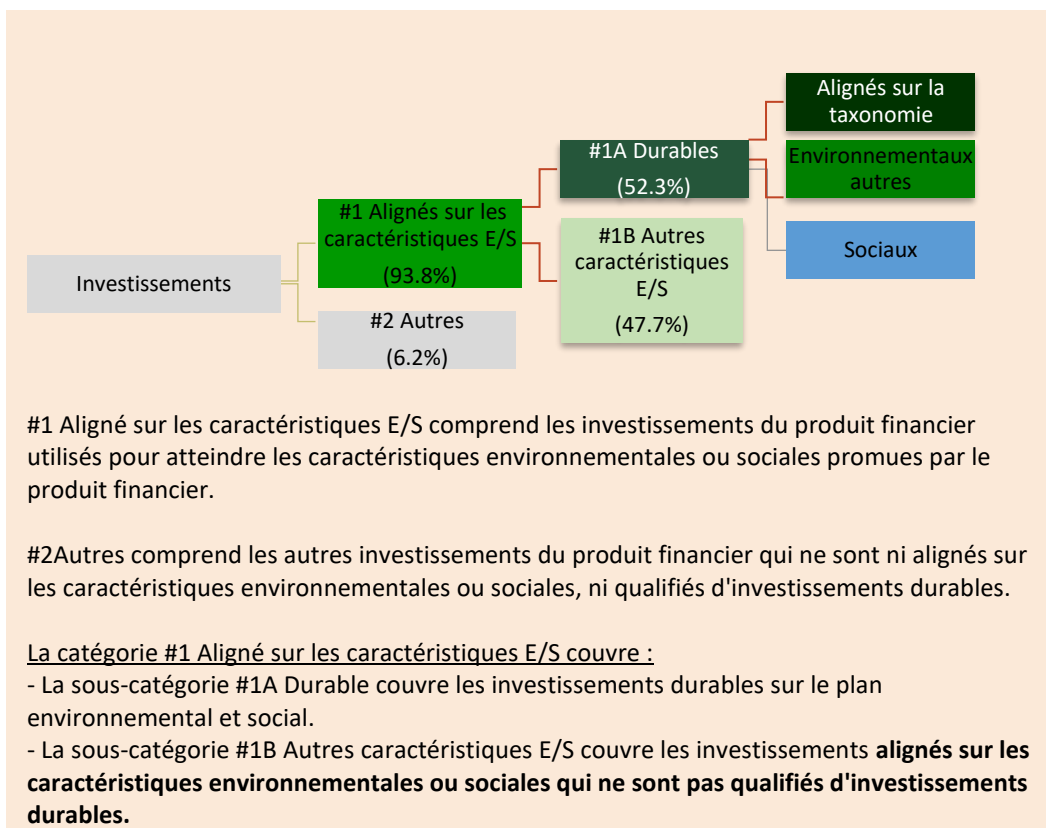 Alignés sur la
taxonomie
#1A Durables
(52.3%)
Environnementaux
autres
#1 Alignés sur les
caractéristiques E/S
(93.8%)
#1B Autres
caractéristiques
E/S
(47.7%)
Sociaux
Investissements
#2 Autres
(6.2%)
#1 Aligné sur les caractéristiques E/S comprend les investissements du produit financier
utilisés pour atteindre les caractéristiques environnementales ou sociales promues par le
produit financier.
#2Autres comprend les autres investissements du produit financier qui ne sont ni alignés sur
les caractéristiques environnementales ou sociales, ni qualifiés d'investissements durables.
La catégorie #1 Aligné sur les caractéristiques E/S couvre :
- La sous-catégorie #1A Durable couvre les investissements durables sur le plan
environnemental et social.
- La sous-catégorie #1B Autres caractéristiques E/S couvre les investissements alignés sur les
caractéristiques environnementales ou sociales qui ne sont pas qualifiés d'investissements
durables.